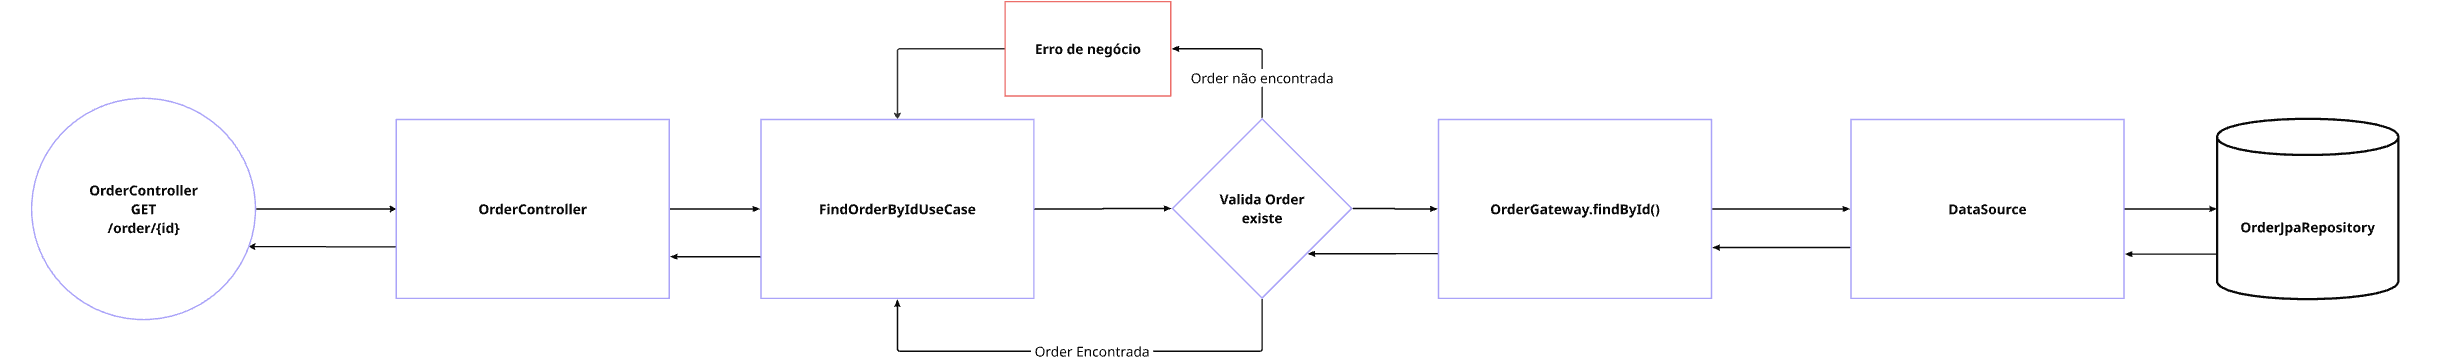 Erro de negócio
Order não encontrada
OrderController
GET
/order/{id}
OrderController
FindOrderByIdUseCase
Valida Order
existe
OrderGateway.findById()
DataSource
OrderJpaRepository
Order Encontrada